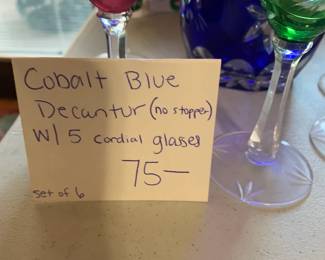 Cobalt Blue
Decantur (no stopper)
W/ 5 cordial glasses
75—
set of 6